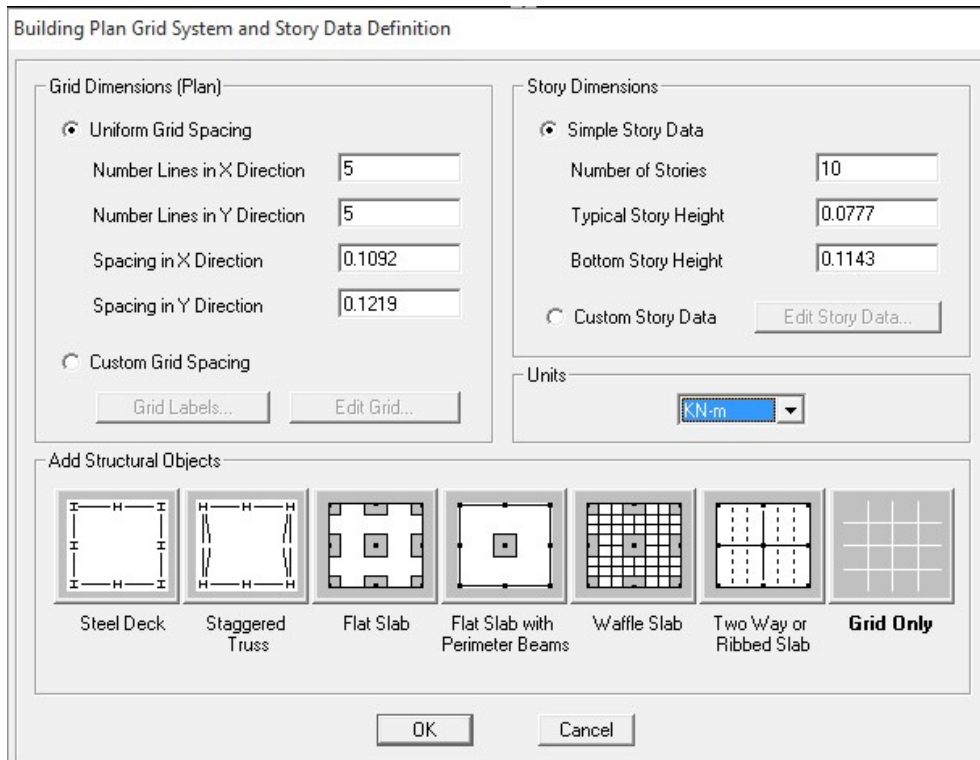 Building Plan Grid System and Story Data Definition
Grid Dimensions (Plan)
Uniform Grid Spacing
Number Lines in X Direction 5
Number Lines in Y Direction 5
Spacing in X Direction 0.1092
Spacing in Y Direction 0.1219
Custom Grid Spacing
Grid Labels... Edit Grid...
Story Dimensions
Simple Story Data
Number of Stories 10
Typical Story Height 0.0777
Bottom Story Height 0.1143
Custom Story Data Edit Story Data...
Units
KN-m
Add Structural Objects
Steel Deck
Staggered
Truss
Flat Slab
Flat Slab with
Perimeter Beams
Waffle Slab
Two Way or
Ribbed Slab
Grid Only
OK Cancel